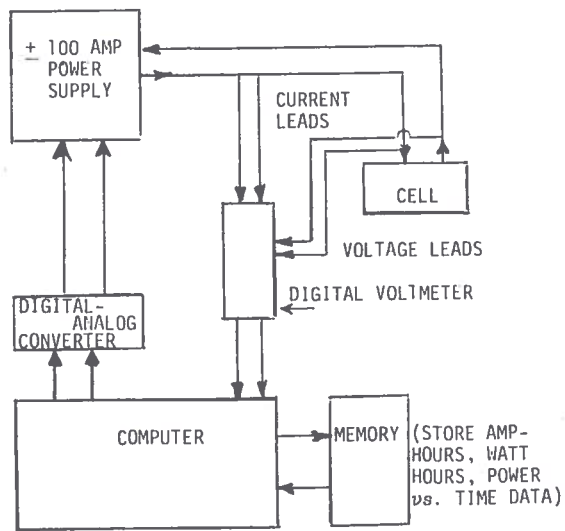 ± 100 AMP
POWER
SUPPLY
CURRENT
LEADS
CELL
VOLTAGE LEADS
DIGITAL VOLTMETER
DIGITAL-
ANALOG
CONVERTER
COMPUTER
MEMORY
(STORE AMP-
HOURS, WATT
HOURS, POWER
vs. TIME DATA)